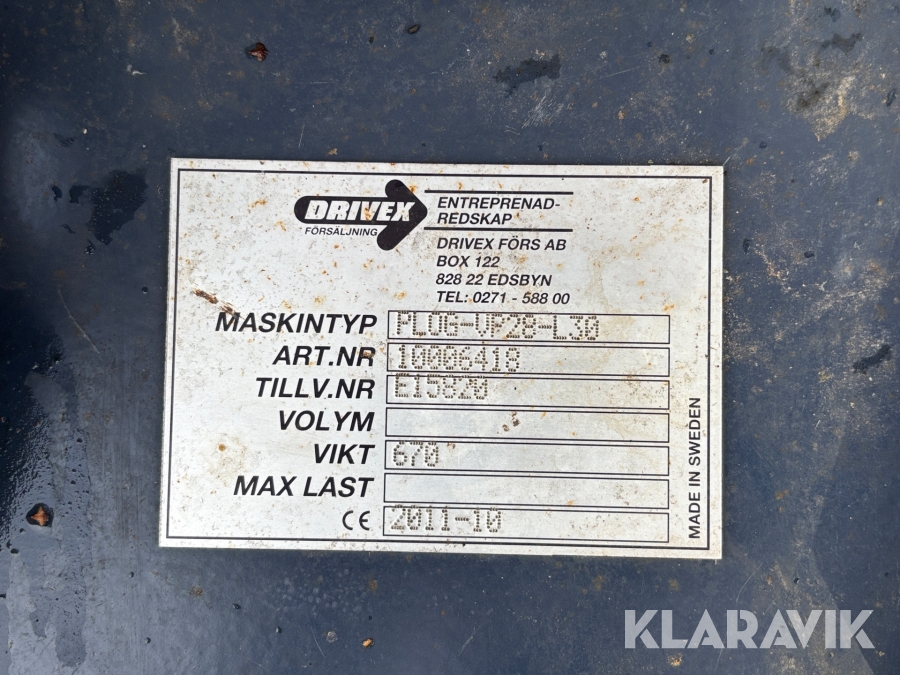 DRIVEX
FÖRSÄLJNING
ENTREPRENAD-
REDSKAP
DRIVEX FÖRS AB
BOX 122
828 22 EDSBYN
TEL: 0271 - 588 00
MASKINTYP PLOG-VP28-L30
ART.NR 10006418
TILLV.NR E15820
VOLYM
VIKT 670
MAX LAST
CE 2011-10
MADE IN SWEDEN
KLARAVIK